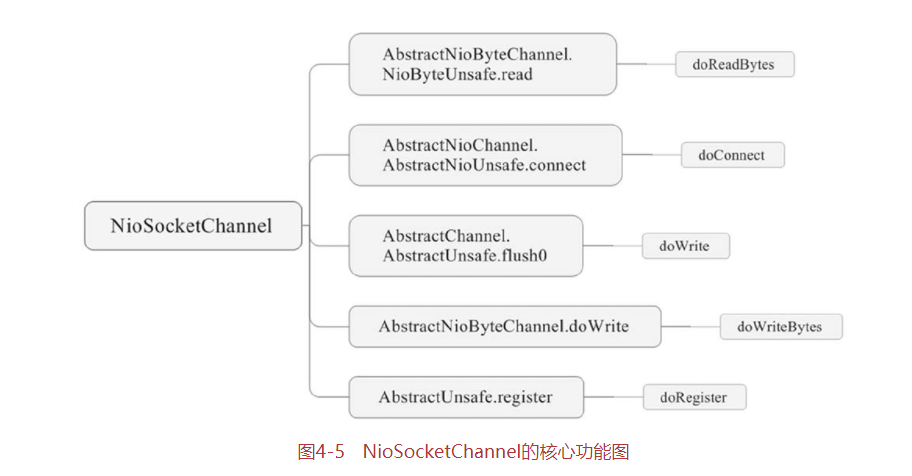 AbstractNioByteChannel.
NioByteUnsafe.read
doReadBytes
AbstractNioChannel.
AbstractNioUnsafe.connect
doConnect
NioSocketChannel
AbstractChannel.
AbstractUnsafe.flush0
doWrite
AbstractNioByteChannel.doWrite
doWriteBytes
AbstractUnsafe.register
doRegister
图4-5 NioSocketChannel的核心功能图